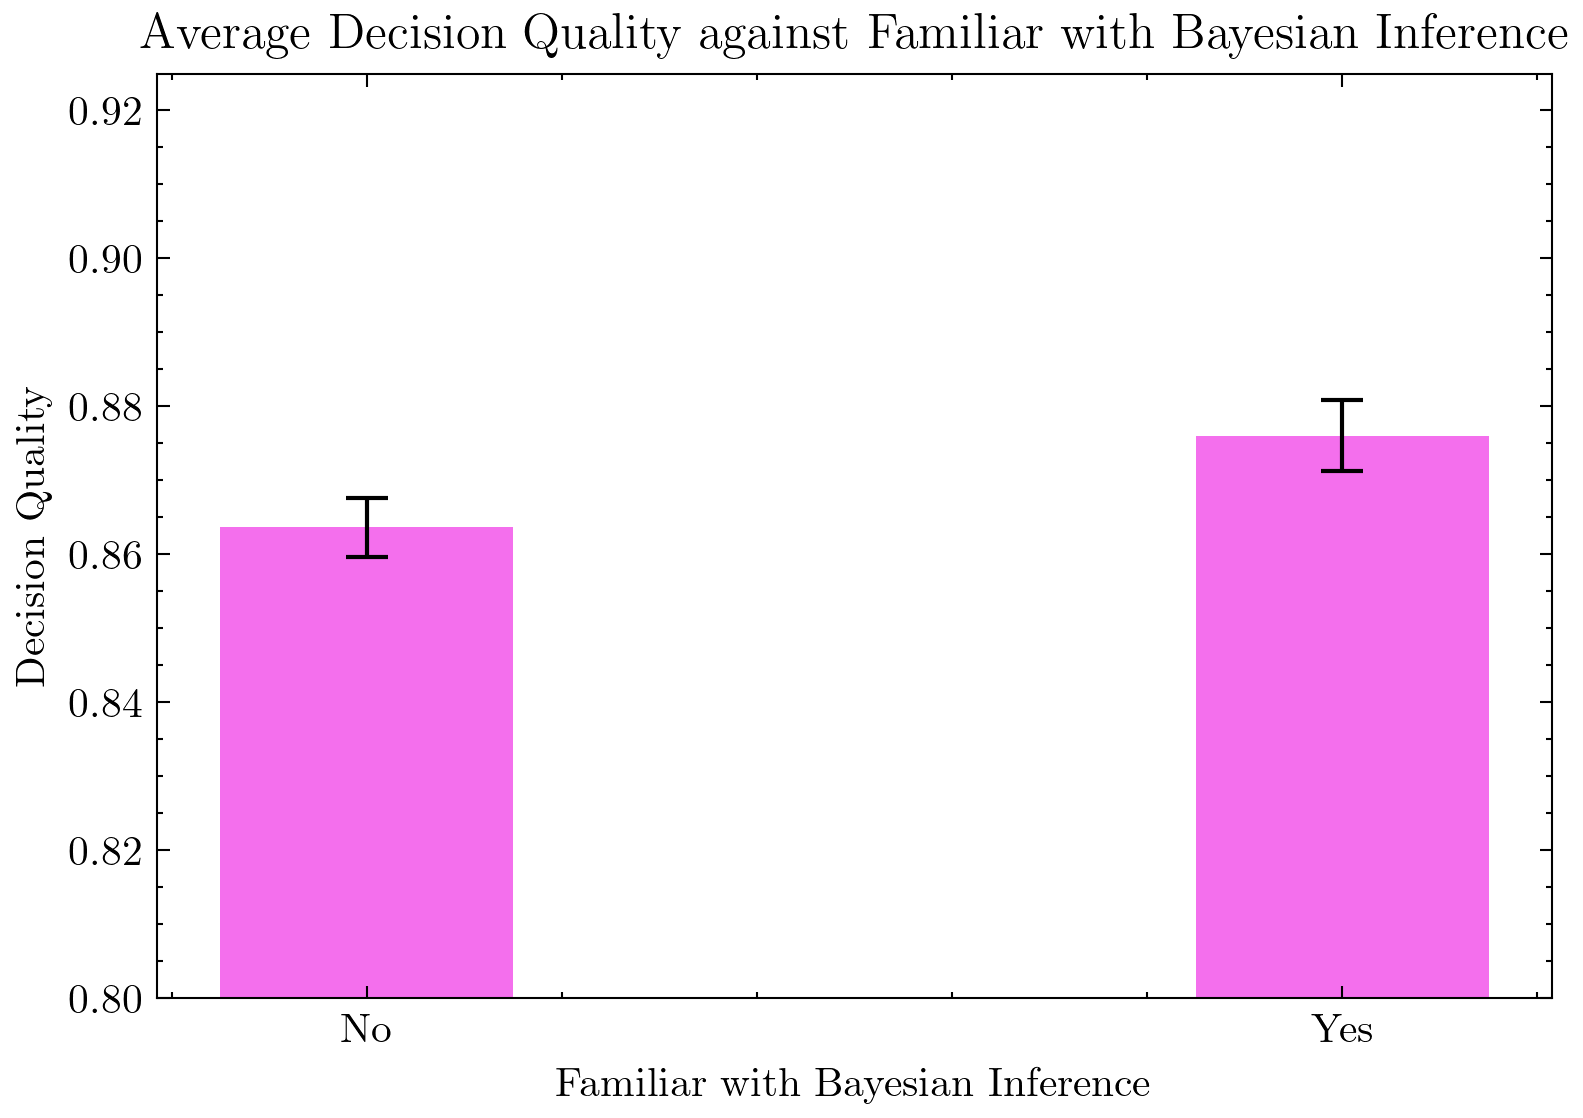 Average Decision Quality against Familiar with Bayesian Inference
0.92
0.90
0.88
0.86
0.84
0.82
0.80
Decision Quality
No
Yes
Familiar with Bayesian Inference